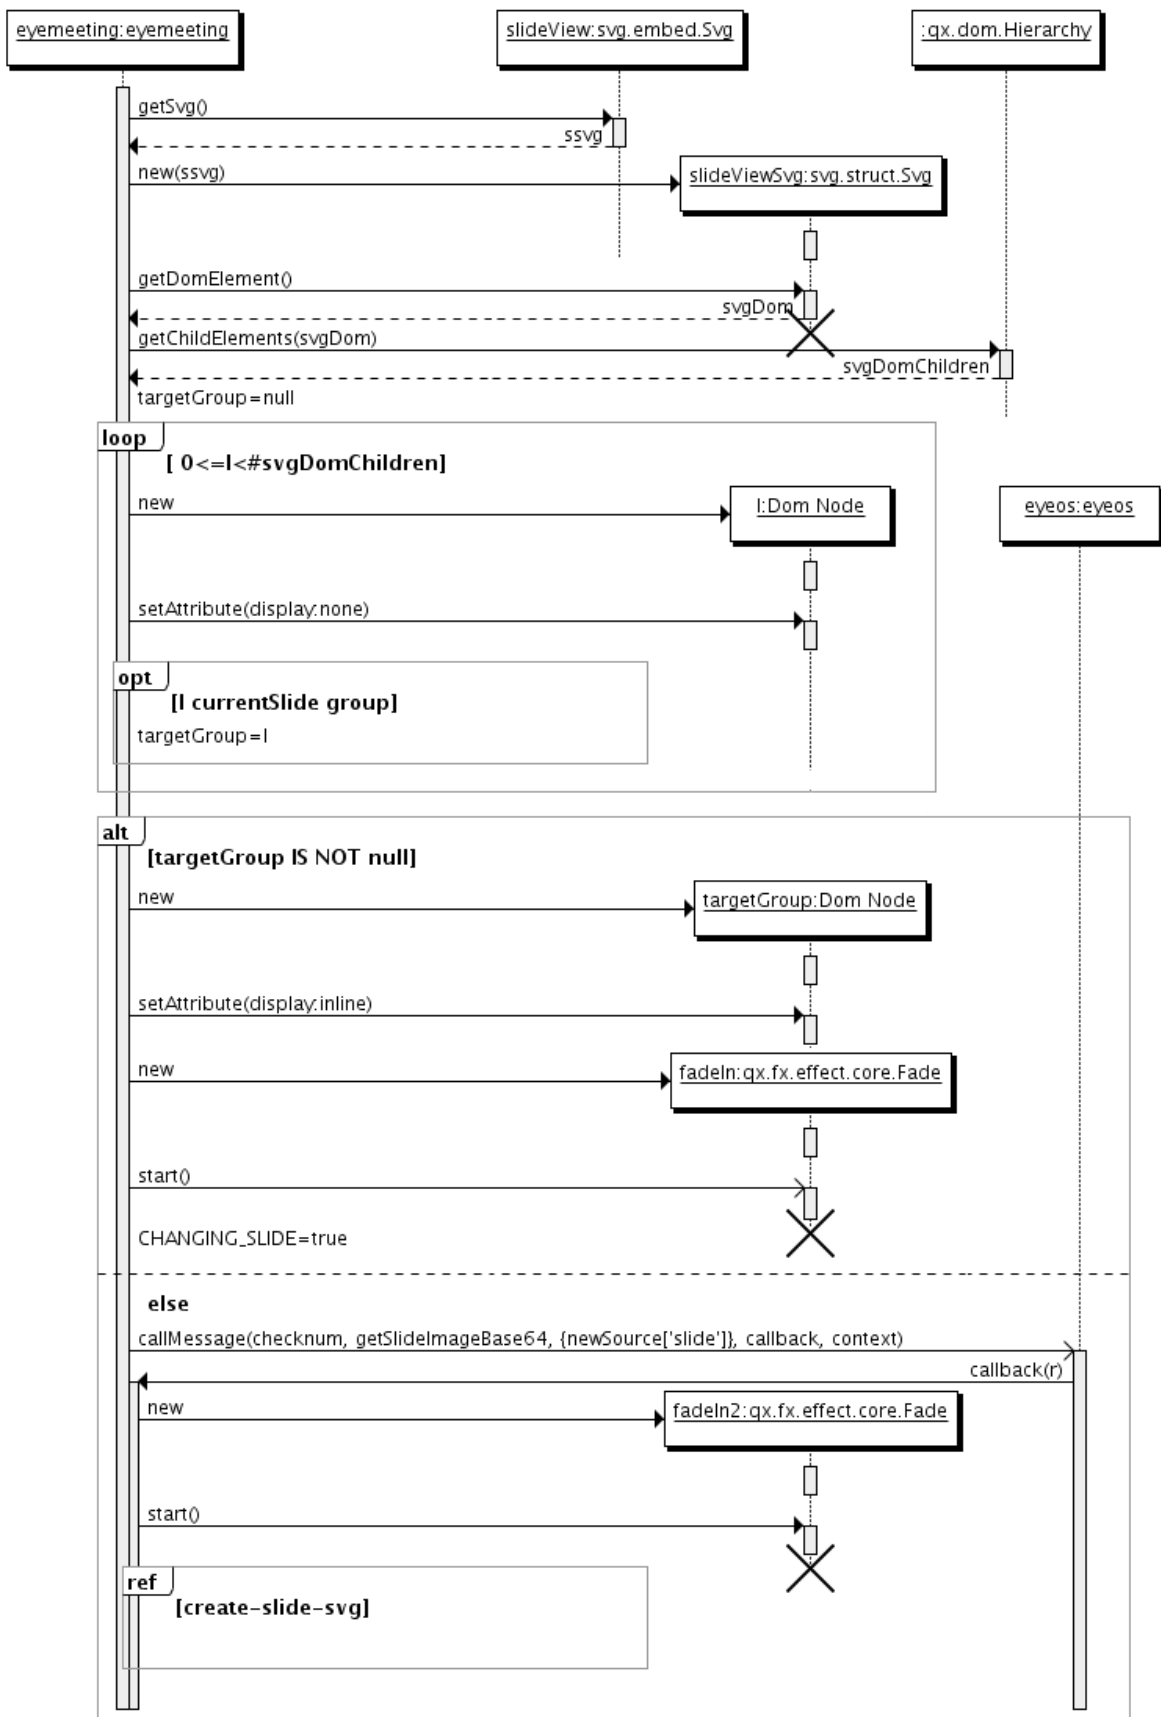 eyemeeting:eyemeeting
slideView:svg.embed.Svg
:qx.dom.Hierarchy
getSvg()
ssvg
new(ssvg)
slideViewSvg:svg.struct.Svg
getDomElement()
svgDom
getChildElements(svgDom)
svgDomChildren
targetGroup=null
loop
[ 0<=I<#svgDomChildren]
new
I:Dom Node
eyeos:eyeos
setAttribute(display:none)
opt
[I currentSlide group]
targetGroup=I
alt
[targetGroup IS NOT null]
new
targetGroup:Dom Node
setAttribute(display:inline)
new
fadeIn:qx.fx.effect.core.Fade
start()
CHANGING_SLIDE=true
else
callMessage(checknum, getSlideImageBase64, {newSource['slide']}, callback, context)
callback(r)
new
fadeIn2:qx.fx.effect.core.Fade
start()
ref
[create-slide-svg]